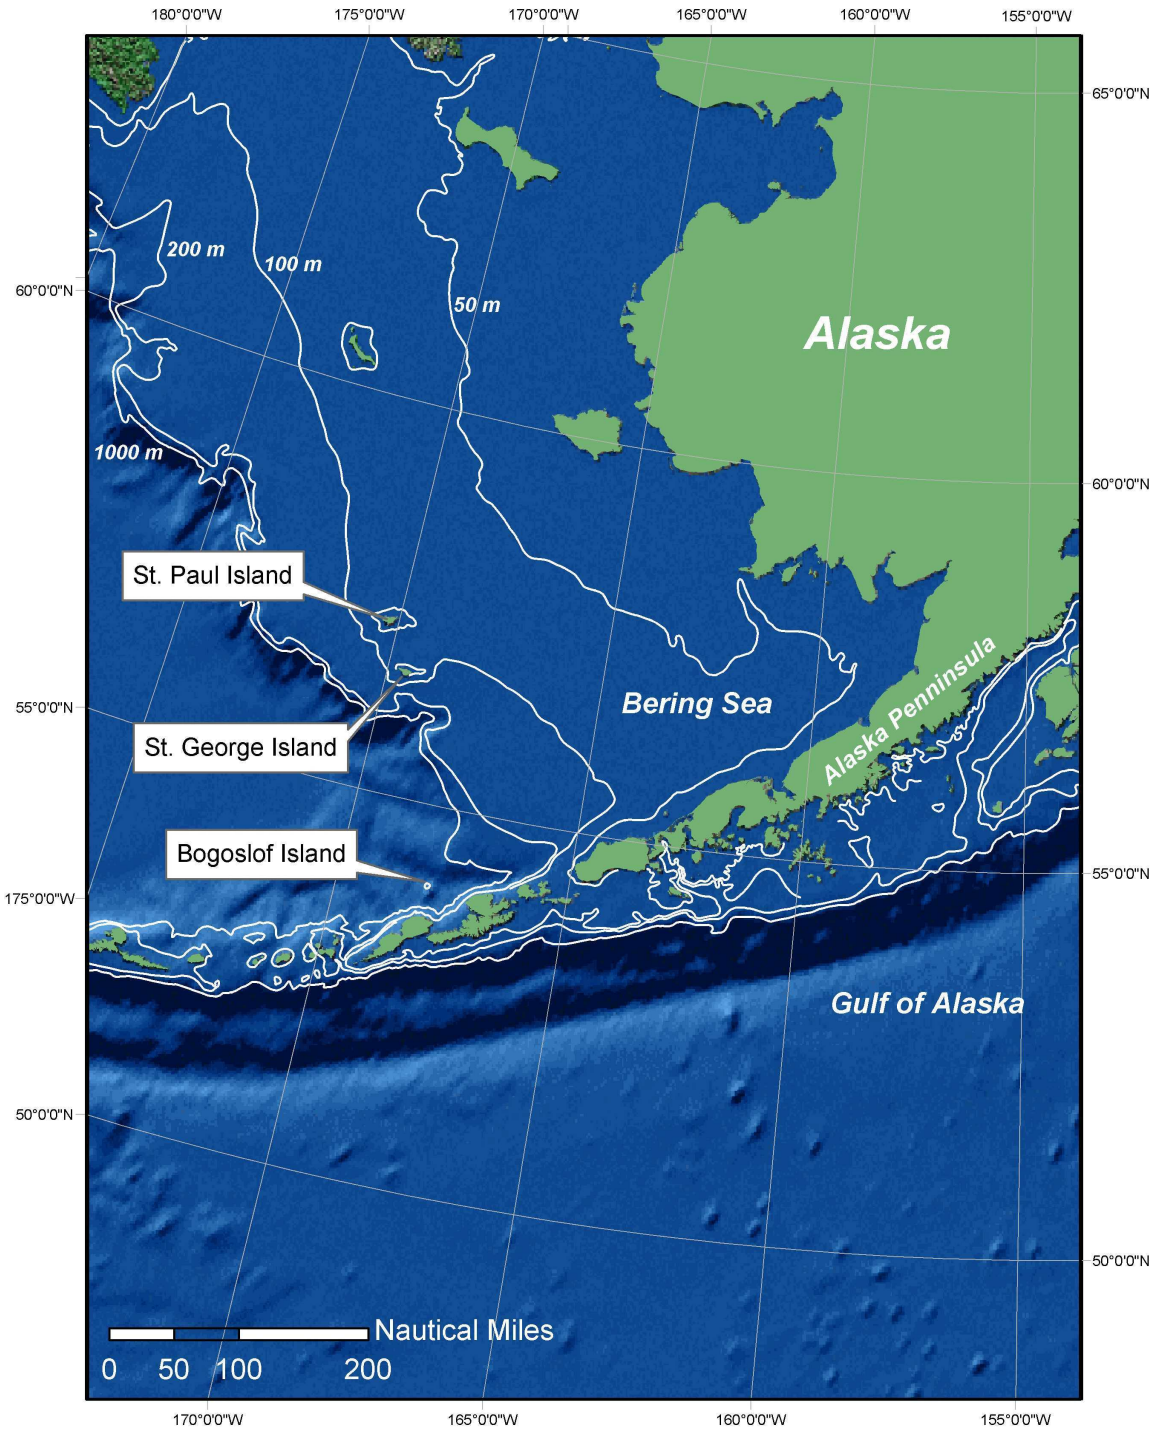 180°0'0"W
175°0'0"W
170°0'0"W
165°0'0"W
160°0'0"W
155°0'0"W
65°0'0"N
200 m
100 m
60°0'0"N
50 m
Alaska
1000 m
60°0'0"N
St. Paul Island
Alaska Penninsula
Bering Sea
55°0'0"N
St. George Island
Bogoslof Island
55°0'0"N
175°0'0"W
Gulf of Alaska
50°0'0"N
50°0'0"N
Nautical Miles
0 50 100 200
170°0'0"W
165°0'0"W
160°0'0"W
155°0'0"W